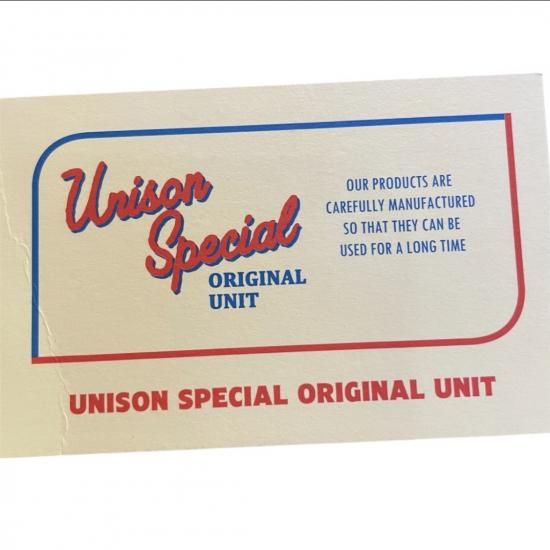 Unison
Special
ORIGINAL
UNIT
OUR PRODUCTS ARE
CAREFULLY MANUFACTURED
SO THAT THEY CAN BE
USED FOR A LONG TIME
UNISON SPECIAL ORIGINAL UNIT